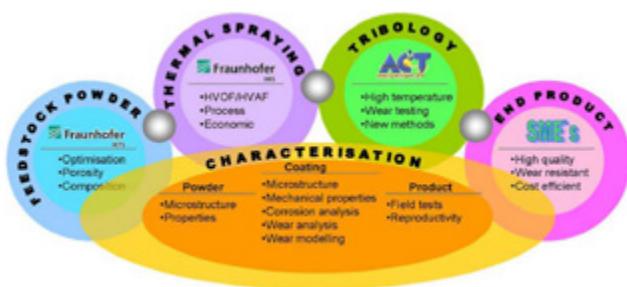 FEEDSTOCK POWDER
Fraunhofer
•Optimisation
•Porosity
•Composition
THERMAL SPRAYING
Fraunhofer
•HVOF/HVAF
•Process
•Economic
TRIBOLOGY
ACT
•High temperature
•Wear testing
•New methods
END PRODUCT
SME's
•High quality
•Wear resistant
•Cost efficient
CHARACTERISATION
Powder
•Microstructure
•Properties
Coating
•Microstructure
•Mechanical properties
•Corrosion analysis
•Wear analysis
•Wear modelling
Product
•Field tests
•Reproductivity